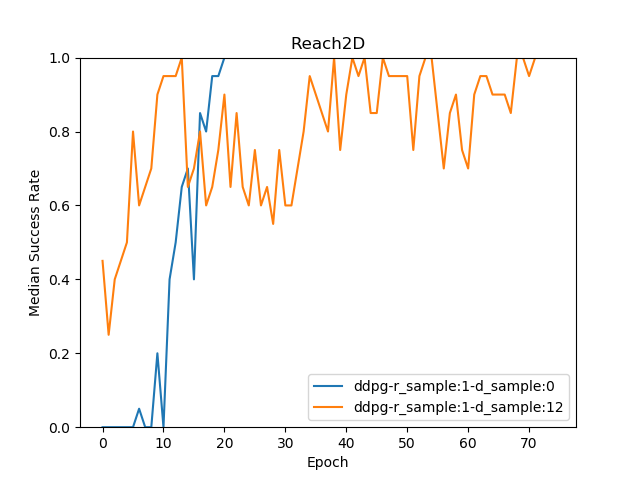 Reach2D
1.0
0.8
0.6
0.4
0.2
0.0
Median Success Rate
0 10 20 30 40 50 60 70
Epoch
ddpg-r_sample:1-d_sample:0
ddpg-r_sample:1-d_sample:12